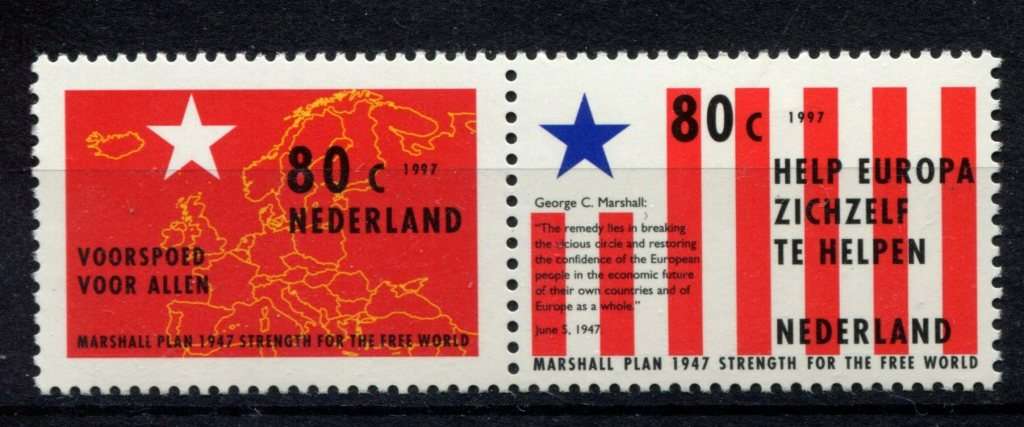 80 c 1997
NEDERLAND
VOORSPOED
VOOR ALLEN
MARSHALL PLAN 1947 STRENGTH FOR THE FREE WORLD
80 c 1997
HELP EUROPA
ZICHZELF
TE HELPEN
George C. Marshall:
"The remedy lies in breaking
the vicious circle and restoring
the confidence of the European
people in the economic future
of their own countries and of
Europe as a whole."
June 5, 1947
NEDERLAND
MARSHALL PLAN 1947 STRENGTH FOR THE FREE WORLD